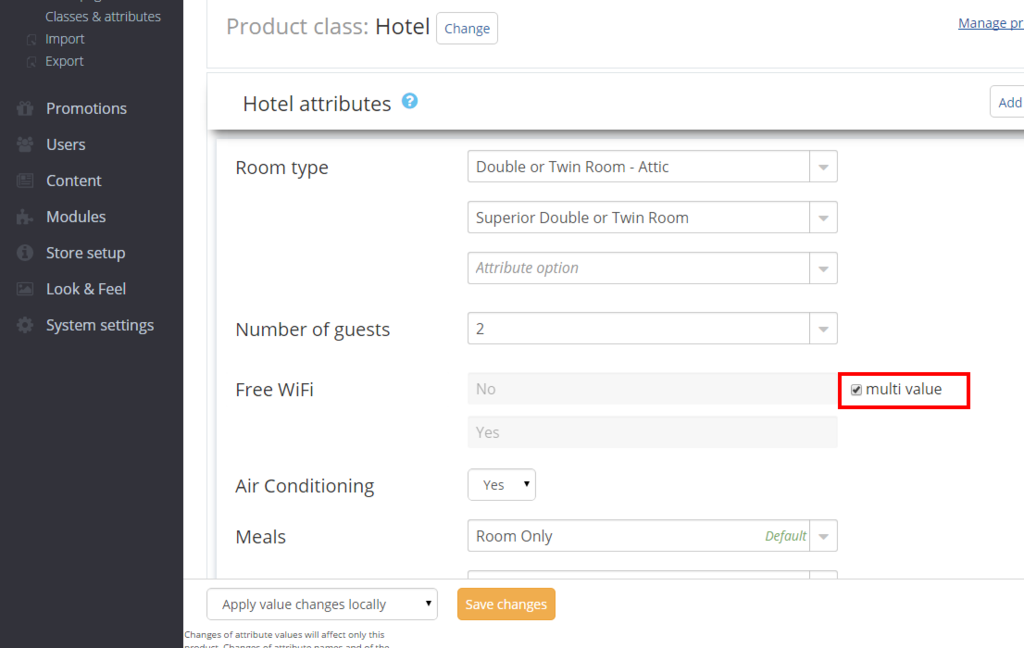 Classes & attributes
Import
Export
Promotions
Users
Content
Modules
Store setup
Look & Feel
System settings
Product class: Hotel Change
Manage pr
Hotel attributes ?
Add
Room type
Double or Twin Room - Attic
Superior Double or Twin Room
Attribute option
Number of guests
2
Free WiFi
No
multi value
Yes
Air Conditioning
Yes
Meals
Room Only Default
Apply value changes locally
Save changes
Changes of attribute values will affect only this
product. Changes of attribute names and of the